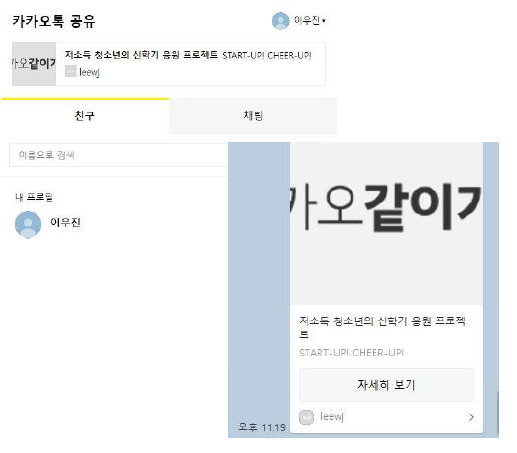 카카오톡 공유
이우진
카오같이가
저소득 청소년의 신학기 응원 프로젝트 START-UP! CHEER-UP!
leewj
친구
채팅
이름으로 검색
내 프로필
이우진
카오같이가
저소득 청소년의 신학기 응원 프로젝
트
START-UP! CHEER-UP!
자세히 보기
leewj
오후 11:19